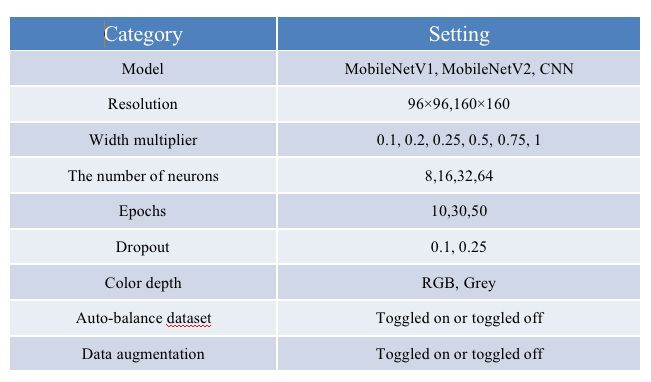 Category Setting
Model MobileNetV1, MobileNetV2, CNN
Resolution 96×96,160×160
Width multiplier 0.1, 0.2, 0.25, 0.5, 0.75, 1
The number of neurons 8,16,32,64
Epochs 10,30,50
Dropout 0.1, 0.25
Color depth RGB, Grey
Auto-balance dataset Toggled on or toggled off
Data augmentation Toggled on or toggled off